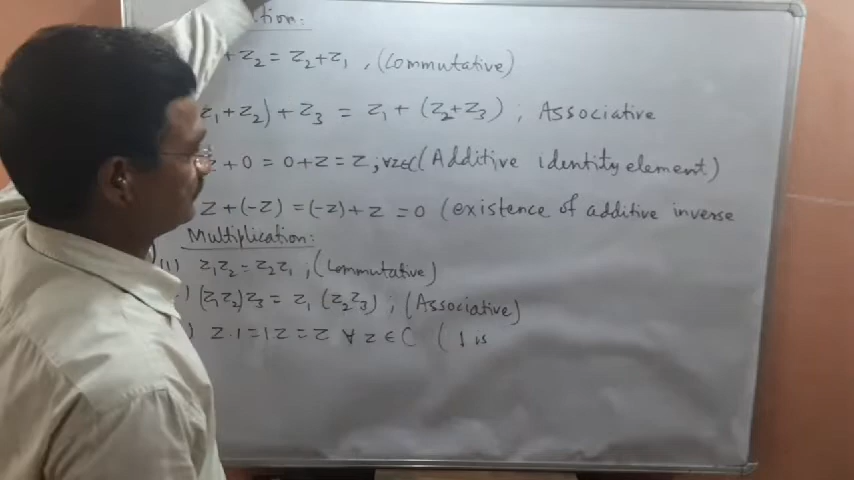 tion:
+ z₂ = z₂+z₁ , (Commutative)
z₁+z₂) + z₃ = z₁ + (z₂+z₃) ; Associative
z + 0 = 0+z = z ; ∀z∈C (Additive identity element)
z + (-z) = (-z) + z = 0 (existence of additive inverse
Multiplication:
(1) z₁z₂ = z₂z₁ ; (Commutative)
) (z₁z₂)z₃ = z₁ (z₂z₃) ; (Associative)
) z·1=1z=z ∀ z∈C ( 1 is